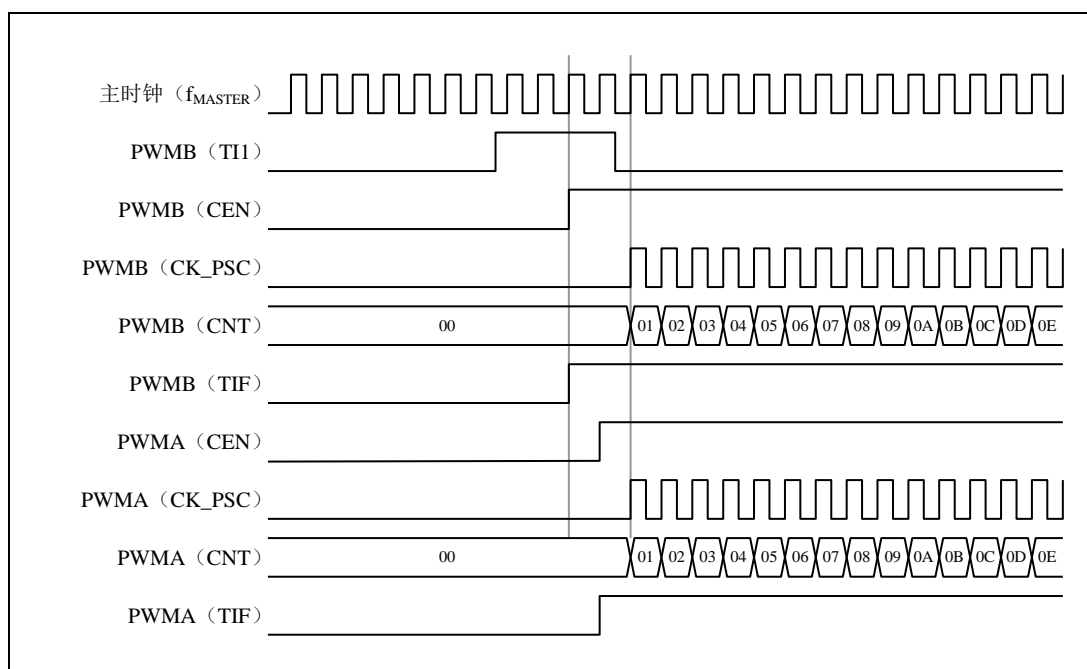 主时钟（fMASTER）
PWMB（TI1）
PWMB（CEN）
PWMB（CK_PSC）
PWMB（CNT） 00 01 02 03 04 05 06 07 08 09 0A 0B 0C 0D 0E
PWMB（TIF）
PWMA（CEN）
PWMA（CK_PSC）
PWMA（CNT） 00 01 02 03 04 05 06 07 08 09 0A 0B 0C 0D 0E
PWMA（TIF）